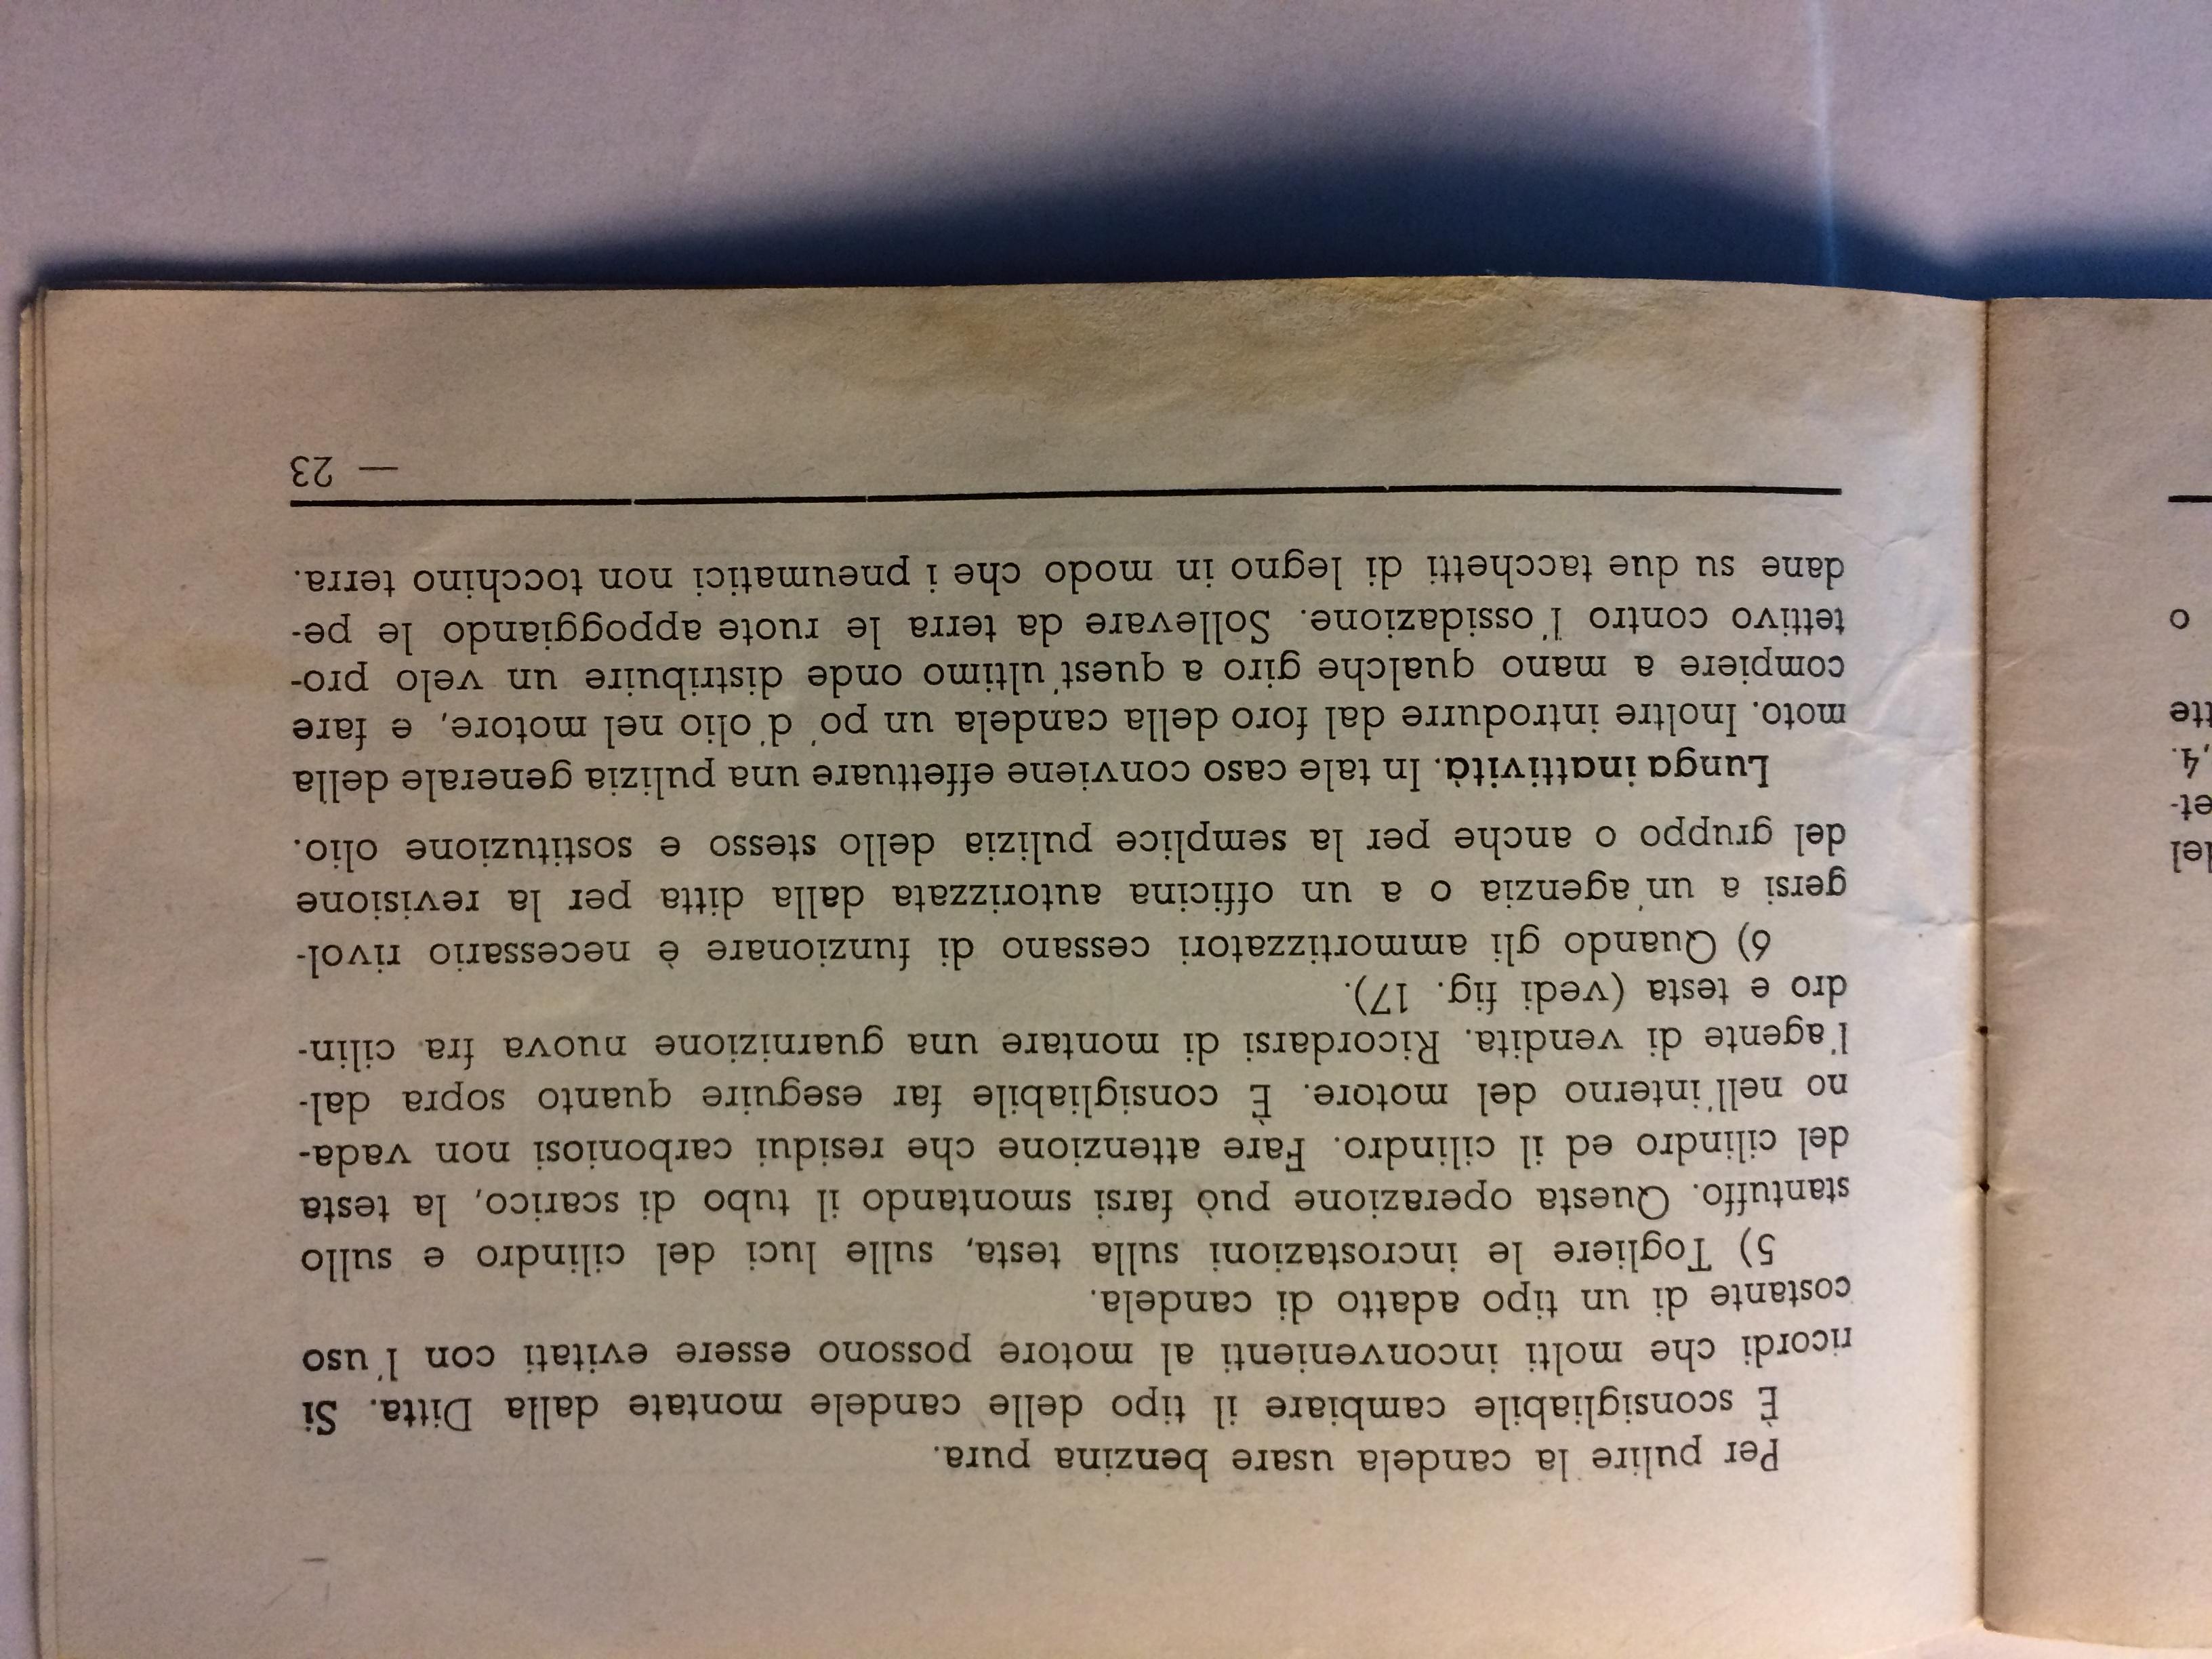 Per pulire la candela usare benzina pura.
È sconsigliabile cambiare il tipo delle candele montate dalla Ditta. Si
ricordi che molti inconvenienti al motore possono essere evitati con l'uso
costante di un tipo adatto di candela.
5) Togliere le incrostazioni sulla testa, sulle luci del cilindro e sullo
stantuffo. Questa operazione può farsi smontando il tubo di scarico, la testa
del cilindro ed il cilindro. Fare attenzione che residui carboniosi non vada-
no nell'interno del motore. È consigliabile far eseguire quanto sopra dal-
l'agente di vendita. Ricordarsi di montare una guarnizione nuova fra cilin-
dro e testa (vedi fig. 17).
6) Quando gli ammortizzatori cessano di funzionare è necessario rivol-
gersi a un'agenzia o a un officina autorizzata dalla ditta per la revisione
del gruppo o anche per la semplice pulizia dello stesso e sostituzione olio.
Lunga inattività. In tale caso conviene effettuare una pulizia generale della
moto. Inoltre introdurre dal foro della candela un po' d'olio nel motore, e fare
compiere a mano qualche giro a quest'ultimo onde distribuire un velo pro-
tettivo contro l'ossidazione. Sollevare da terra le ruote appoggiando le pe-
dane su due tacchetti di legno in modo che i pneumatici non tocchino terra.
— 23